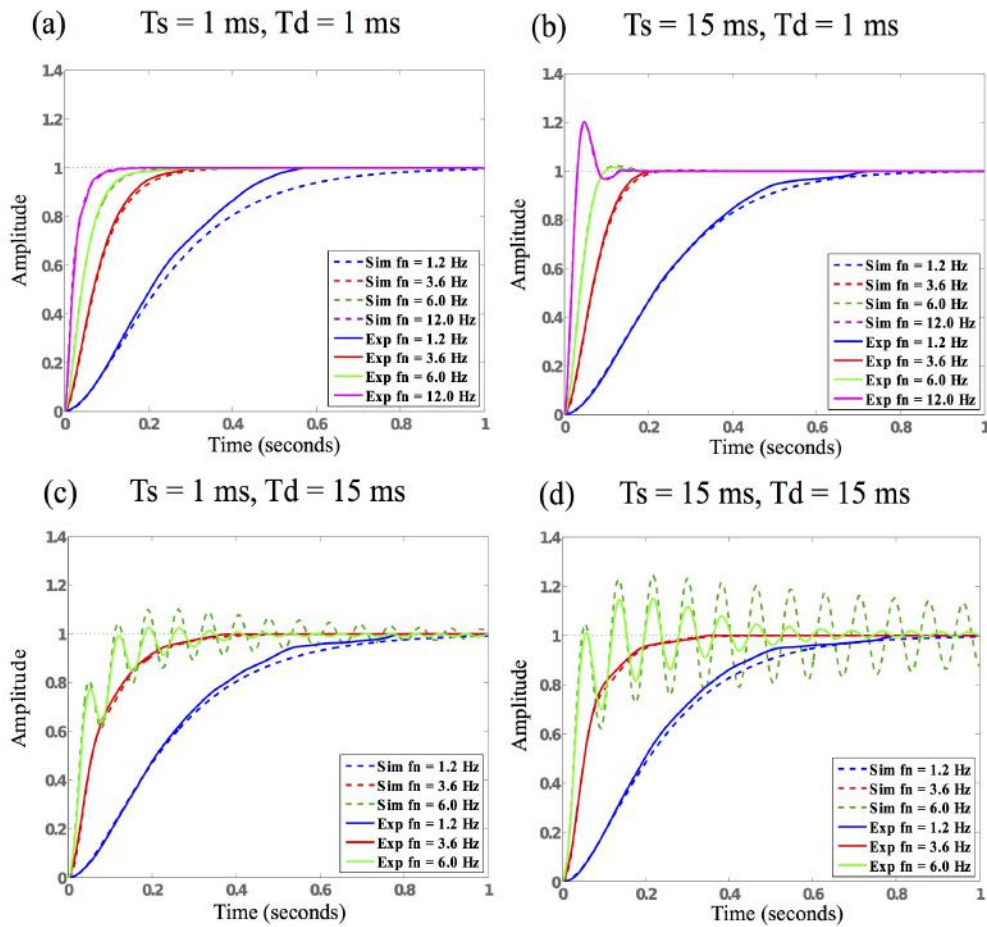 (a) Ts = 1 ms, Td = 1 ms
1.4
1.2
1
0.8
0.6
0.4
0.2
0
Amplitude
Sim fn = 1.2 Hz
Sim fn = 3.6 Hz
Sim fn = 6.0 Hz
Sim fn = 12.0 Hz
Exp fn = 1.2 Hz
Exp fn = 3.6 Hz
Exp fn = 6.0 Hz
Exp fn = 12.0 Hz
0 0.2 0.4 0.6 0.8 1
Time (seconds)
(b) Ts = 15 ms, Td = 1 ms
1.4
1.2
1
0.8
0.6
0.4
0.2
0
Amplitude
Sim fn = 1.2 Hz
Sim fn = 3.6 Hz
Sim fn = 6.0 Hz
Sim fn = 12.0 Hz
Exp fn = 1.2 Hz
Exp fn = 3.6 Hz
Exp fn = 6.0 Hz
Exp fn = 12.0 Hz
0 0.2 0.4 0.6 0.8 1
Time (seconds)
(c) Ts = 1 ms, Td = 15 ms
1.4
1.2
1
0.8
0.6
0.4
0.2
0
Amplitude
Sim fn = 1.2 Hz
Sim fn = 3.6 Hz
Sim fn = 6.0 Hz
Exp fn = 1.2 Hz
Exp fn = 3.6 Hz
Exp fn = 6.0 Hz
0 0.2 0.4 0.6 0.8 1
Time (seconds)
(d) Ts = 15 ms, Td = 15 ms
1.4
1.2
1
0.8
0.6
0.4
0.2
0
Amplitude
Sim fn = 1.2 Hz
Sim fn = 3.6 Hz
Sim fn = 6.0 Hz
Exp fn = 1.2 Hz
Exp fn = 3.6 Hz
Exp fn = 6.0 Hz
0 0.2 0.4 0.6 0.8 1
Time (seconds)